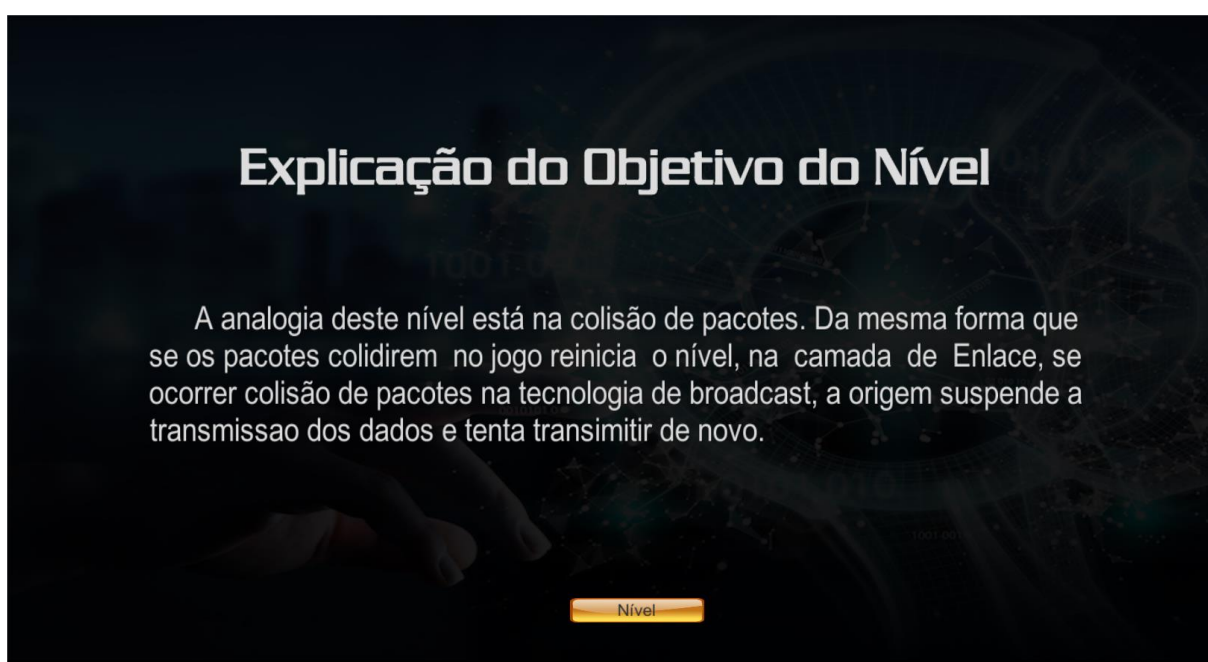 Explicação do Objetivo do Nível
A analogia deste nível está na colisão de pacotes. Da mesma forma que
se os pacotes colidirem no jogo reinicia o nível, na camada de Enlace, se
ocorrer colisão de pacotes na tecnologia de broadcast, a origem suspende a
transmissao dos dados e tenta transimitir de novo.
Nível